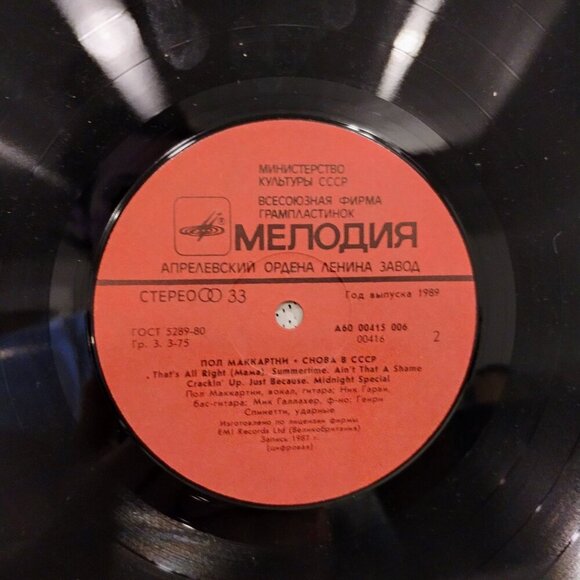 МИНИСТЕРСТВО
КУЛЬТУРЫ СССР
ВСЕСОЮЗНАЯ ФИРМА
ГРАМПЛАСТИНОК
МЕЛОДИЯ
АПРЕЛЕВСКИЙ ОРДЕНА ЛЕНИНА ЗАВОД
СТЕРЕО 33
Год выпуска 1989
ГОСТ 5289-80
Гр. 3. 3-75
А60 00415 006
00416
2
ПОЛ МАККАРТНИ • СНОВА В СССР
That's All Right (Мама). Summertime. Ain't That A Shame
Crackin' Up. Just Because. Midnight Special
Пол Маккартни, вокал, гитара; Ник Гарви,
бас-гитара; Мик Галлахер, ф-но; Генри
Спинетти, ударные
Изготовлено по лицензии фирмы
EMI Records Ltd (Великобритания)
Запись 1987 г.
(цифровая)